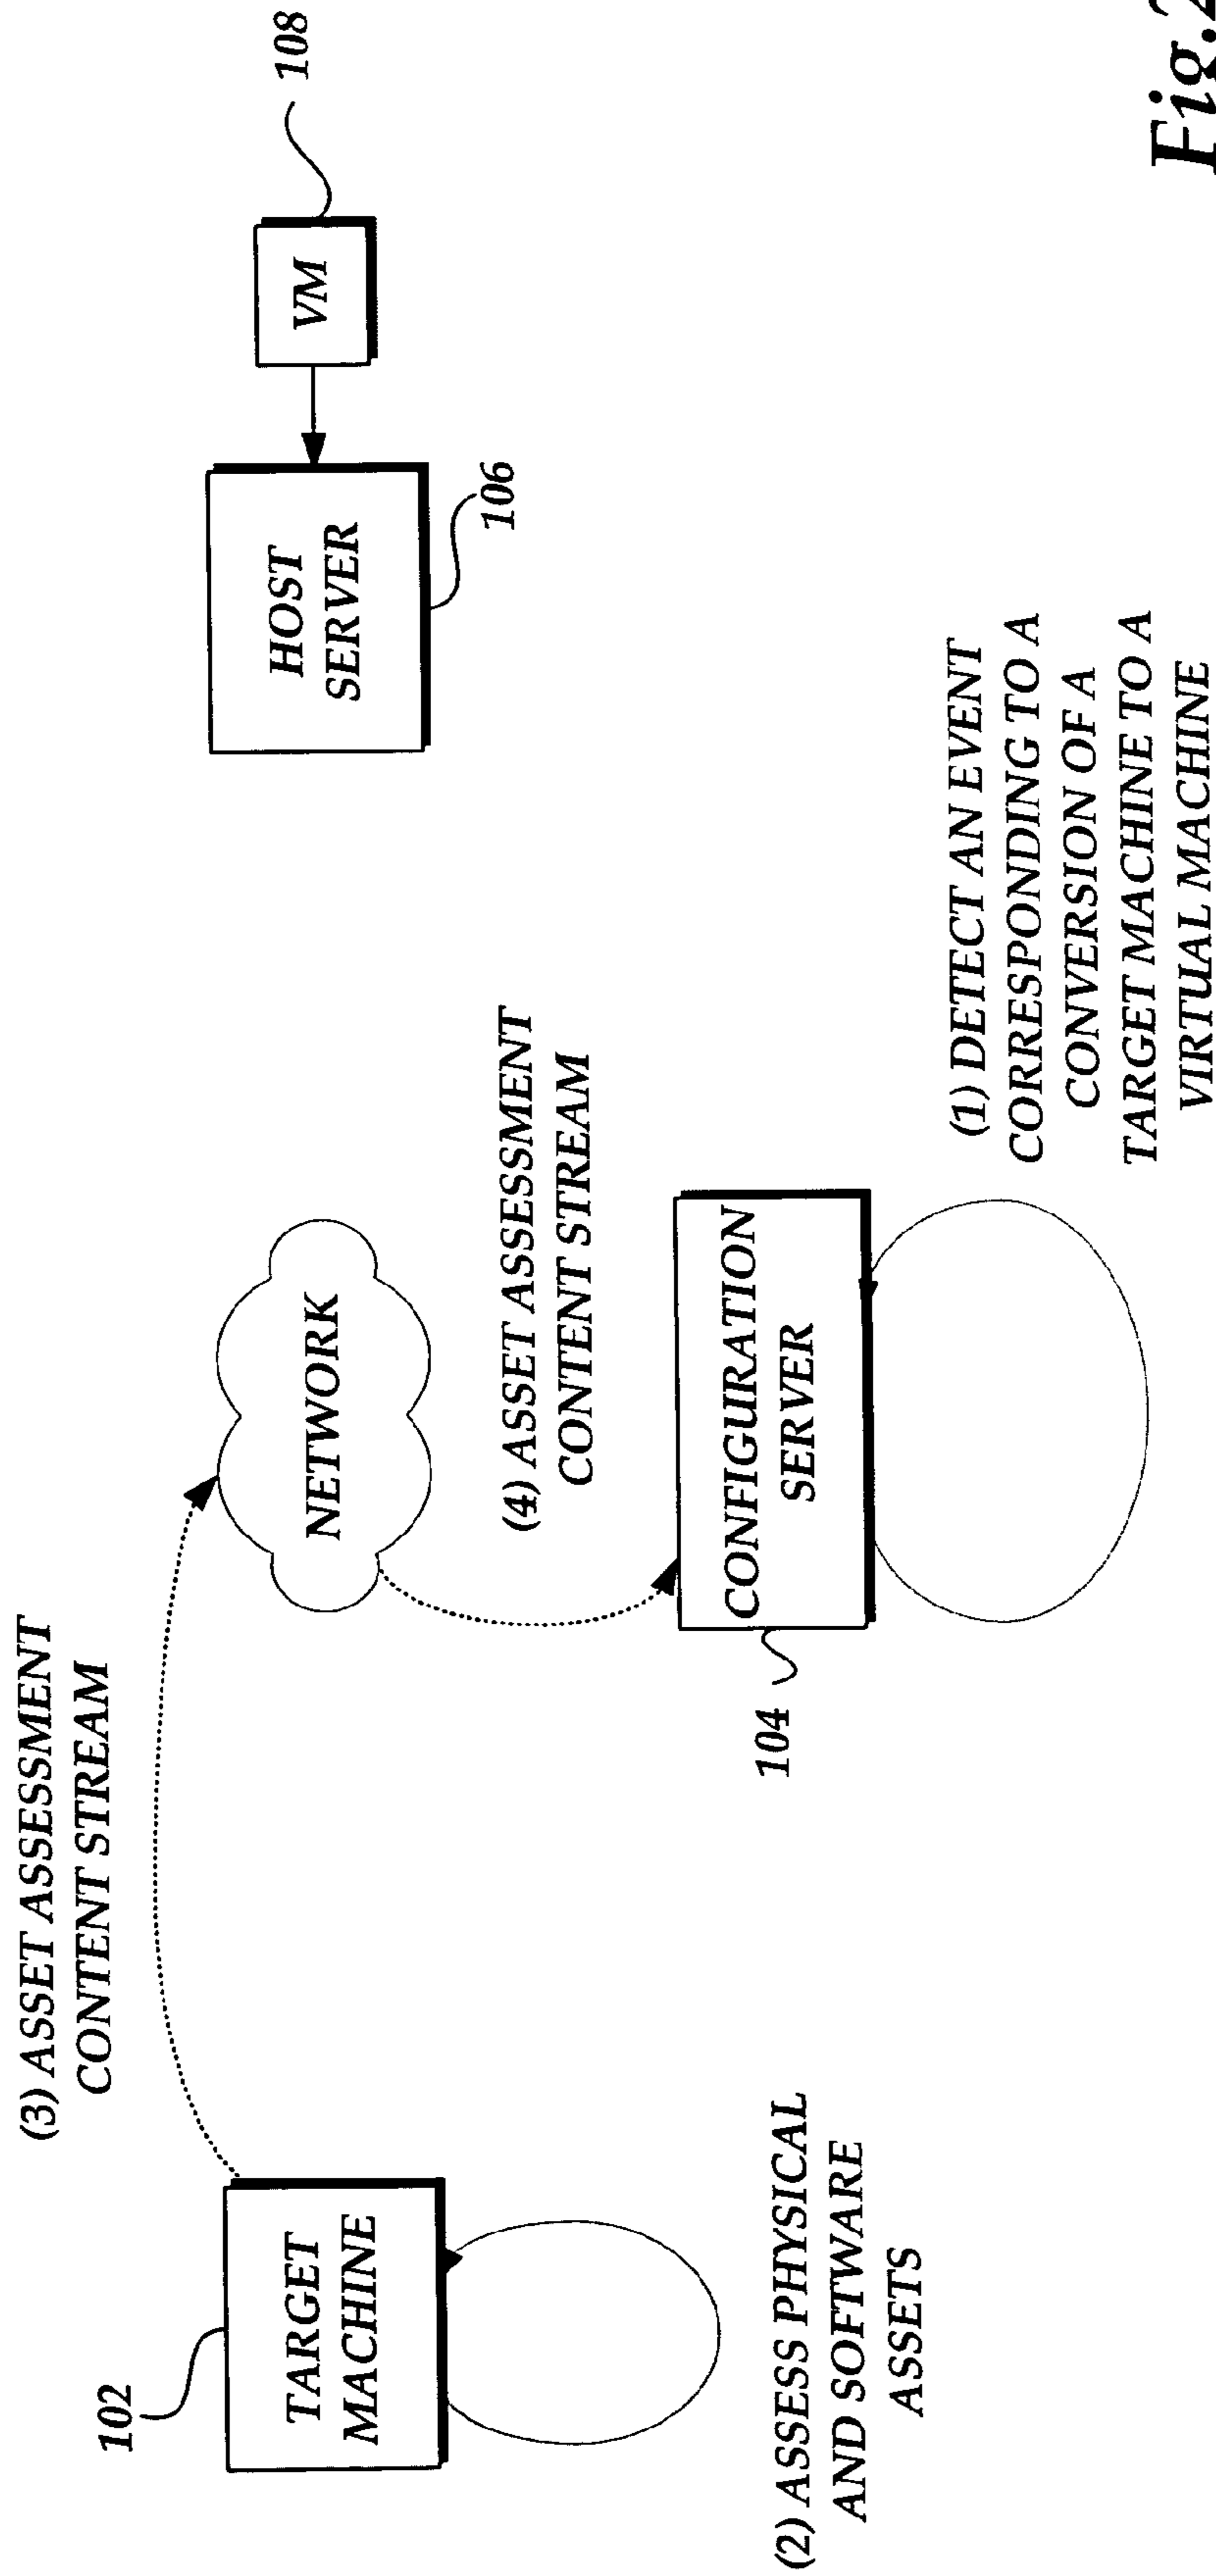 (3) ASSET ASSESSMENT
CONTENT STREAM
102
TARGET
MACHINE
NETWORK
HOST
SERVER
VM
108
106
(4) ASSET ASSESSMENT
CONTENT STREAM
104
CONFIGURATION
SERVER
(2) ASSESS PHYSICAL
AND SOFTWARE
ASSETS
(1) DETECT AN EVENT
CORRESPONDING TO A
CONVERSION OF A
TARGET MACHINE TO A
VIRTUAL MACHINE
Fig.2